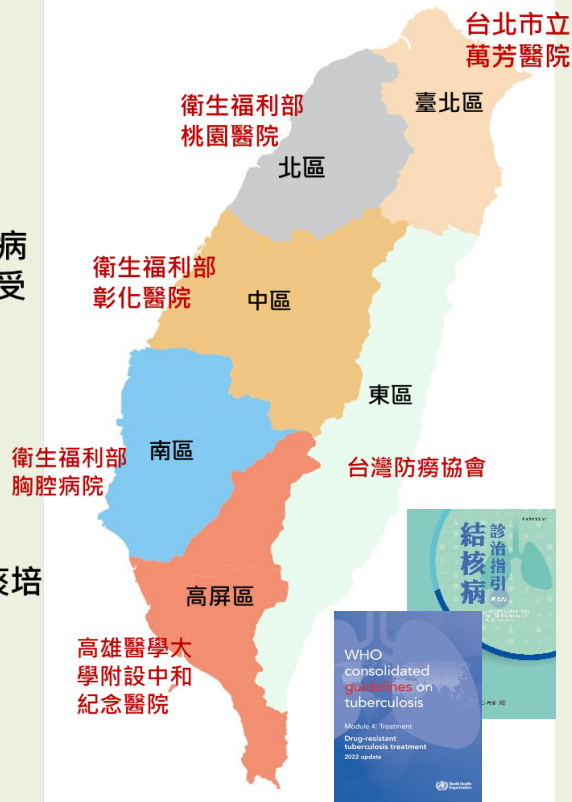 台北市立
萬芳醫院
臺北區
衛生福利部
桃園醫院
北區
病
受
衛生福利部
彰化醫院
中區
東區
衛生福利部
胸腔病院
南區
台灣防癆協會
痰培
高屏區
高雄醫學大
學附設中和
紀念醫院
結核病
診治指引
WHO
consolidated
guidelines on
tuberculosis
Module 4: Treatment
Drug-resistant
tuberculosis treatment
2022 update
World Health
Organization